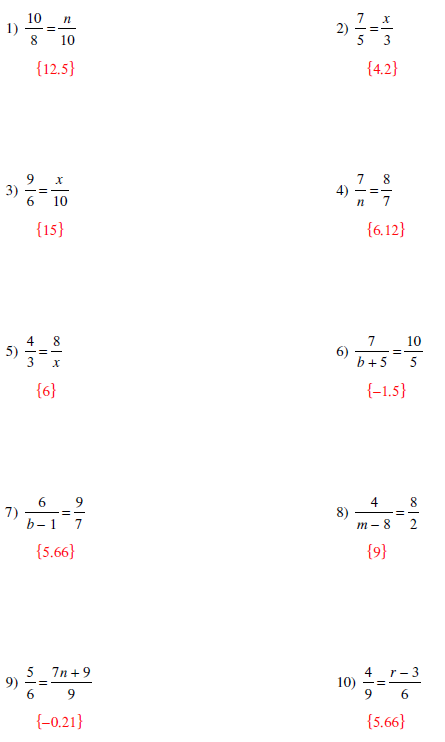 1) 10/8 = n/10
{12.5}
2) 7/5 = x/3
{4.2}
3) 9/6 = x/10
{15}
4) 7/n = 8/7
{6.12}
5) 4/3 = 8/x
{6}
6) 7/(b + 5) = 10/5
{−1.5}
7) 6/(b − 1) = 9/7
{5.66}
8) 4/(m − 8) = 8/2
{9}
9) 5/6 = (7n + 9)/9
{−0.21}
10) 4/9 = (r − 3)/6
{5.66}